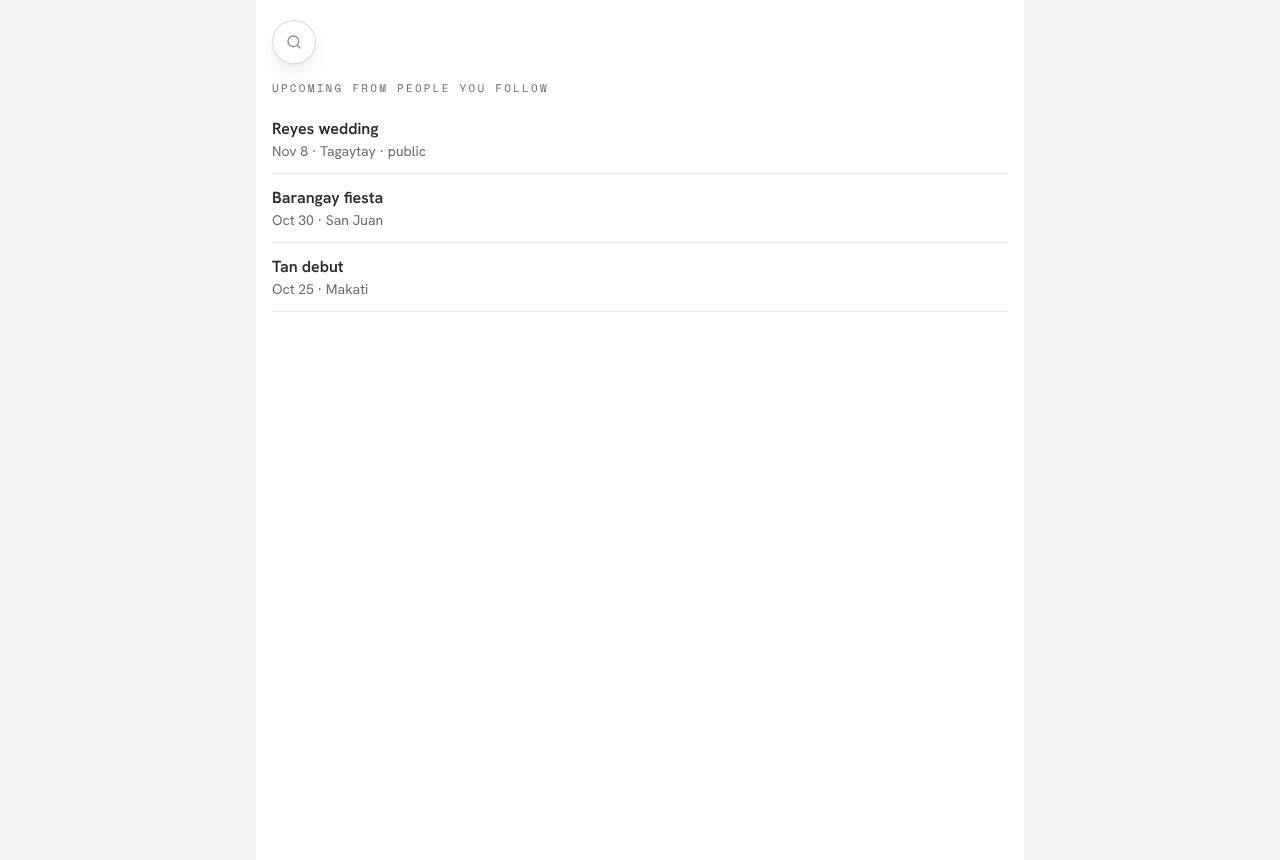 UPCOMING FROM PEOPLE YOU FOLLOW
Reyes wedding
Nov 8 · Tagaytay · public
Barangay fiesta
Oct 30 · San Juan
Tan debut
Oct 25 · Makati